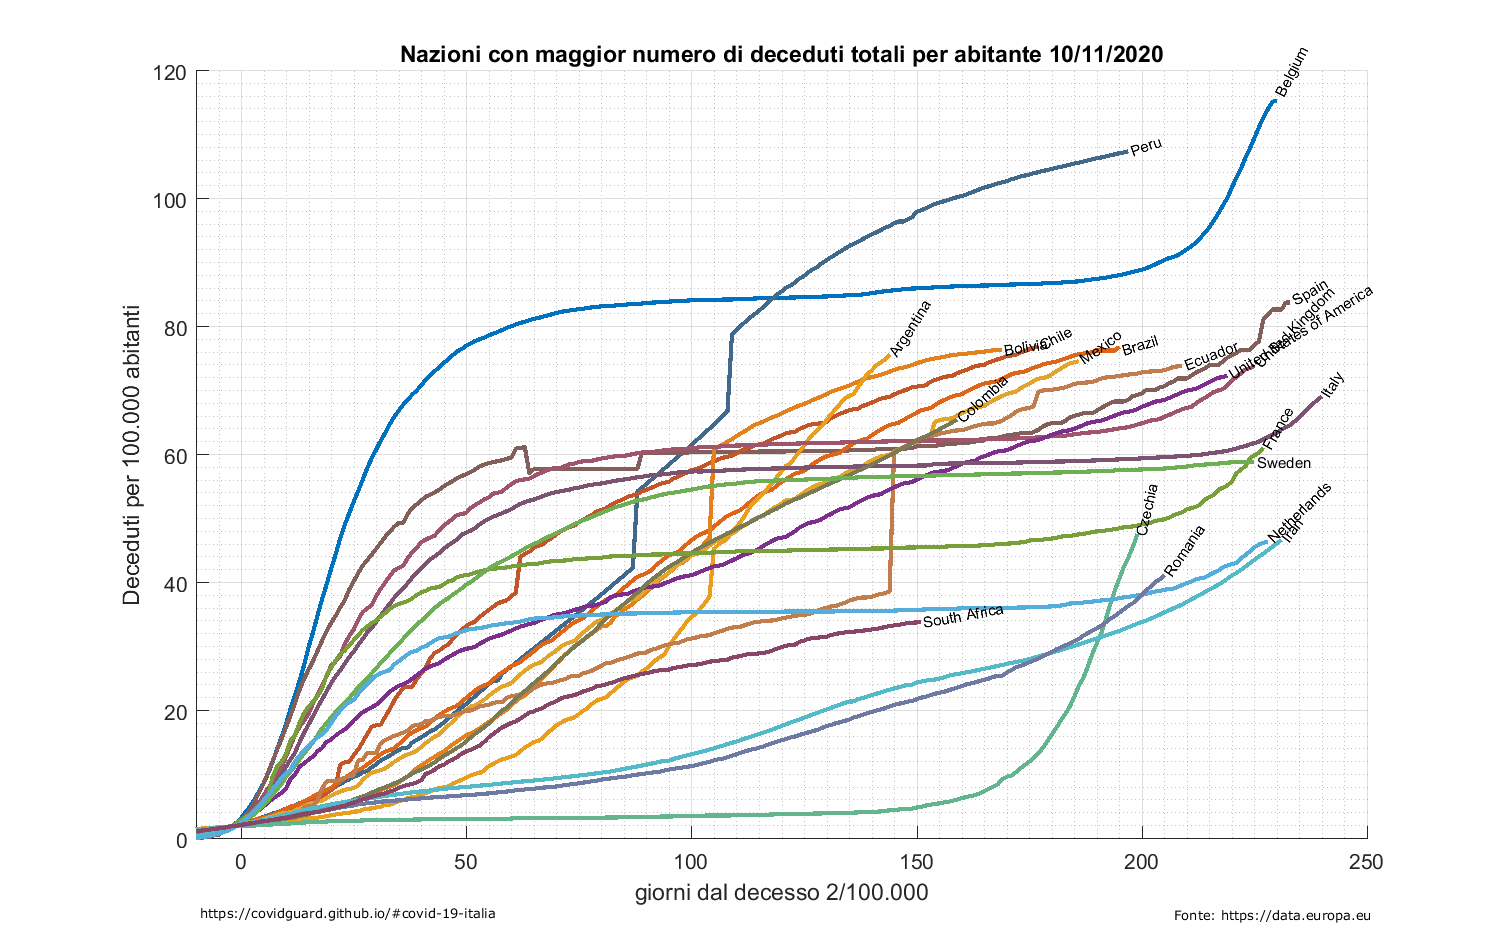 Nazioni con maggior numero di deceduti totali per abitante 10/11/2020
Deceduti per 100.000 abitanti
120
100
80
60
40
20
0
Belgium
Peru
Argentina
Bolivia
Chile
Mexico
Brazil
Ecuador
Spain
United Kingdom
United States of America
Italy
Colombia
France
Sweden
Czechia
Romania
Netherlands
Iran
South Africa
0
50
100
150
200
250
giorni dal decesso 2/100.000
https://covidguard.github.io/#covid-19-italia
Fonte: https://data.europa.eu